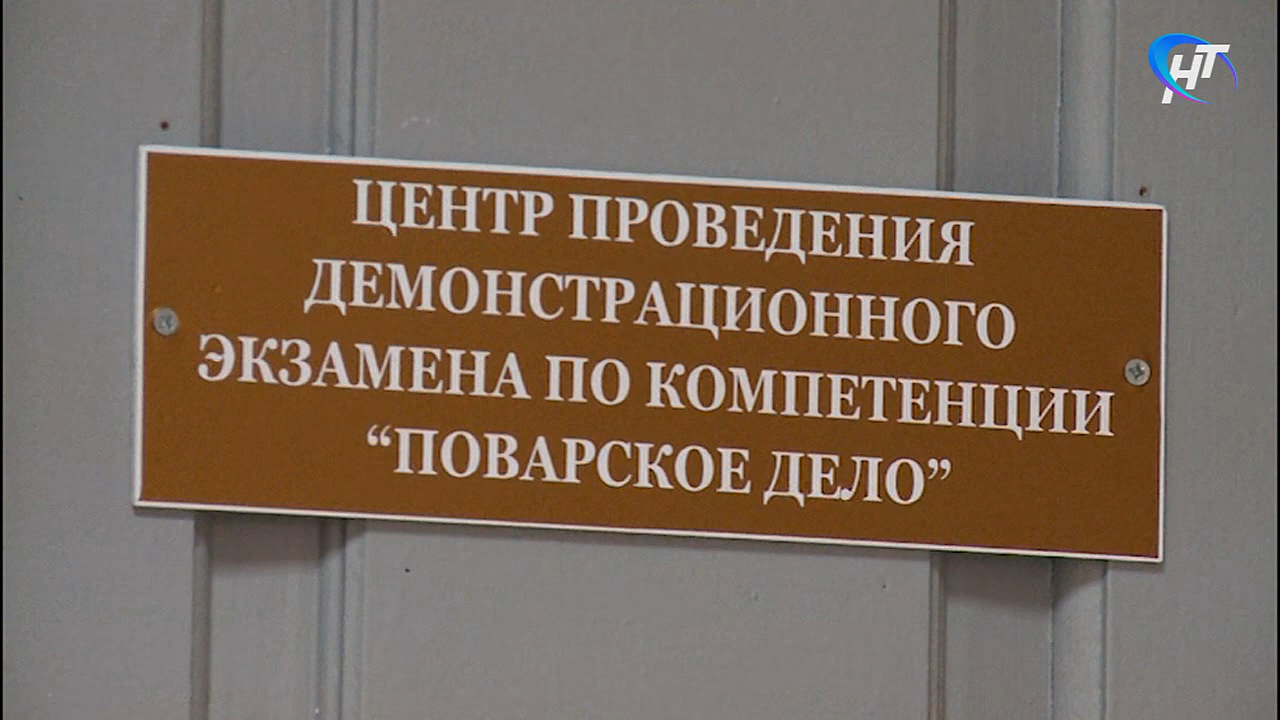 НТ
ЦЕНТР ПРОВЕДЕНИЯ
ДЕМОНСТРАЦИОННОГО
ЭКЗАМЕНА ПО КОМПЕТЕНЦИИ
“ПОВАРСКОЕ ДЕЛО”